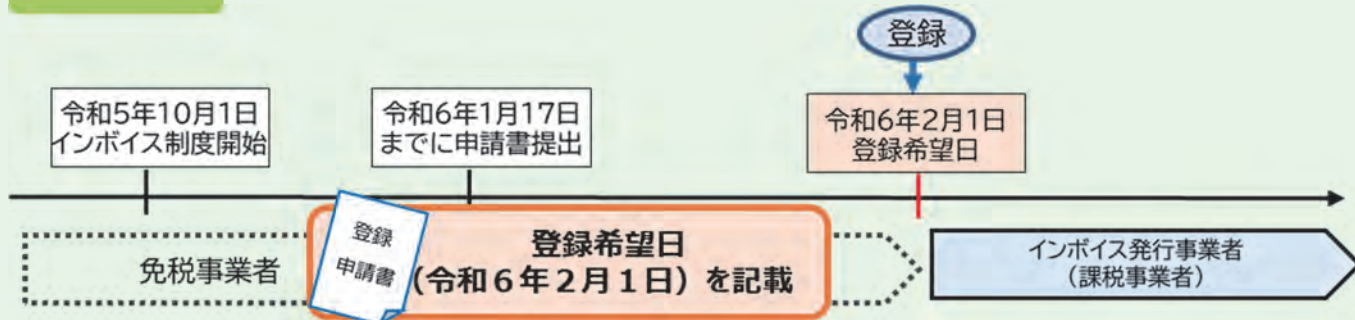 登録
令和5年10月1日
インボイス制度開始
令和6年1月17日
までに申請書提出
令和6年2月1日
登録希望日
免税事業者
登録
申請書
登録希望日
(令和6年2月1日)を記載
インボイス発行事業者
(課税事業者)